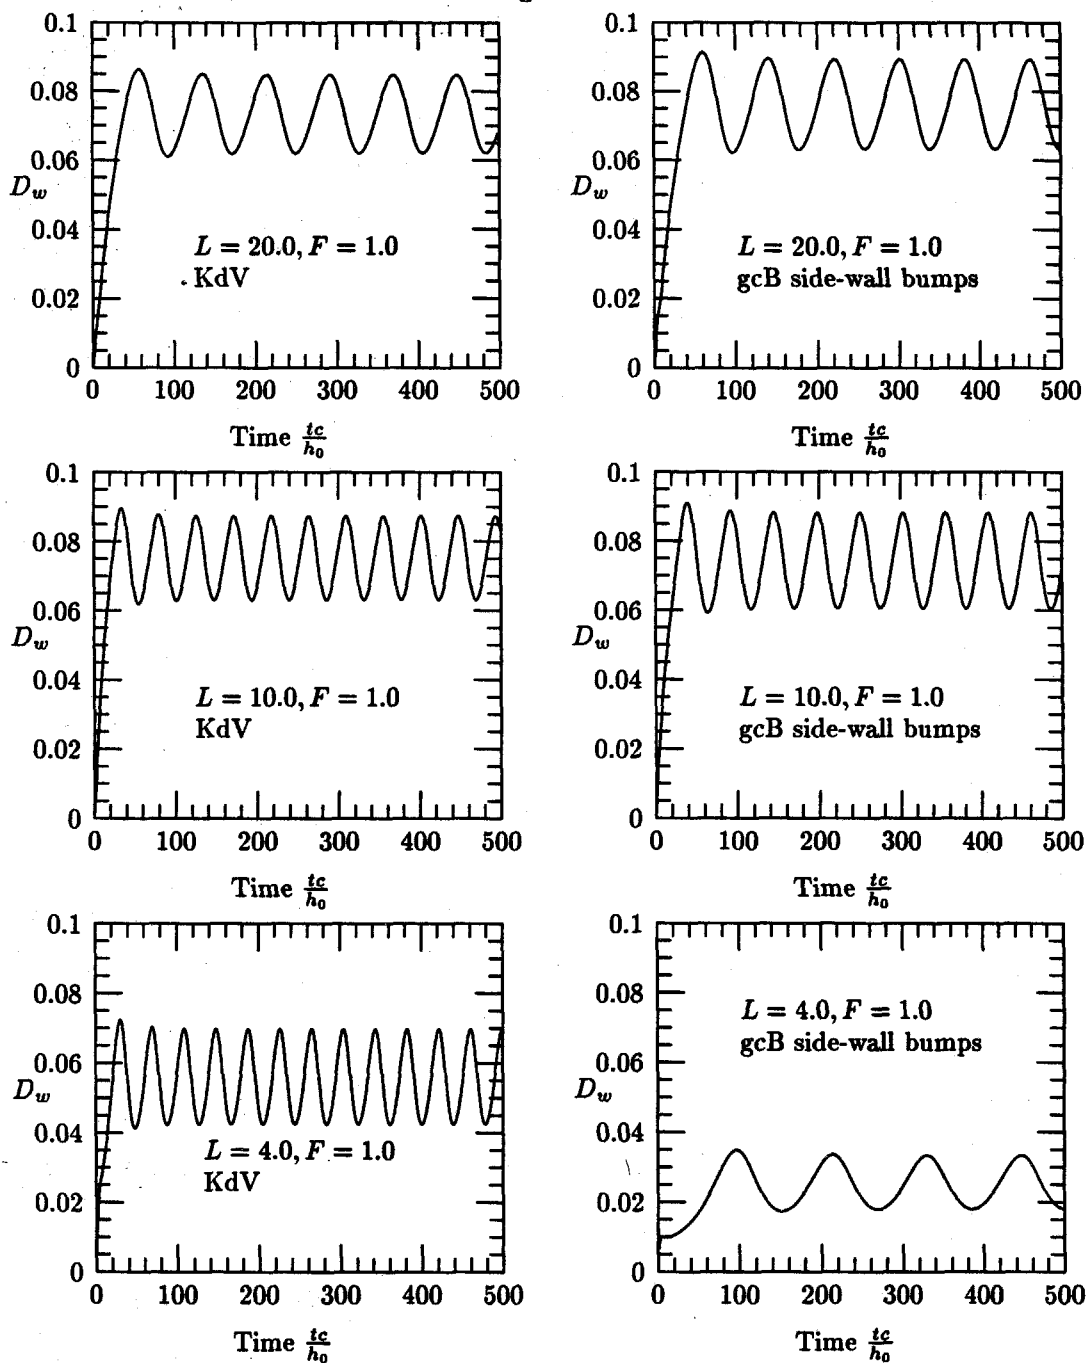 0.1
0.08
0.06
D_w
0.04
0.02
0
0 100 200 300 400 500
L = 20.0, F = 1.0
KdV
Time tc/h_0
0.1
0.08
0.06
D_w
0.04
0.02
0
0 100 200 300 400 500
L = 20.0, F = 1.0
gcB side-wall bumps
Time tc/h_0
0.1
0.08
0.06
D_w
0.04
0.02
0
0 100 200 300 400 500
L = 10.0, F = 1.0
KdV
Time tc/h_0
0.1
0.08
0.06
D_w
0.04
0.02
0
0 100 200 300 400 500
L = 10.0, F = 1.0
gcB side-wall bumps
Time tc/h_0
0.1
0.08
0.06
D_w
0.04
0.02
0
0 100 200 300 400 500
L = 4.0, F = 1.0
KdV
Time tc/h_0
0.1
0.08
0.06
D_w
0.04
0.02
0
0 100 200 300 400 500
L = 4.0, F = 1.0
gcB side-wall bumps
Time tc/h_0